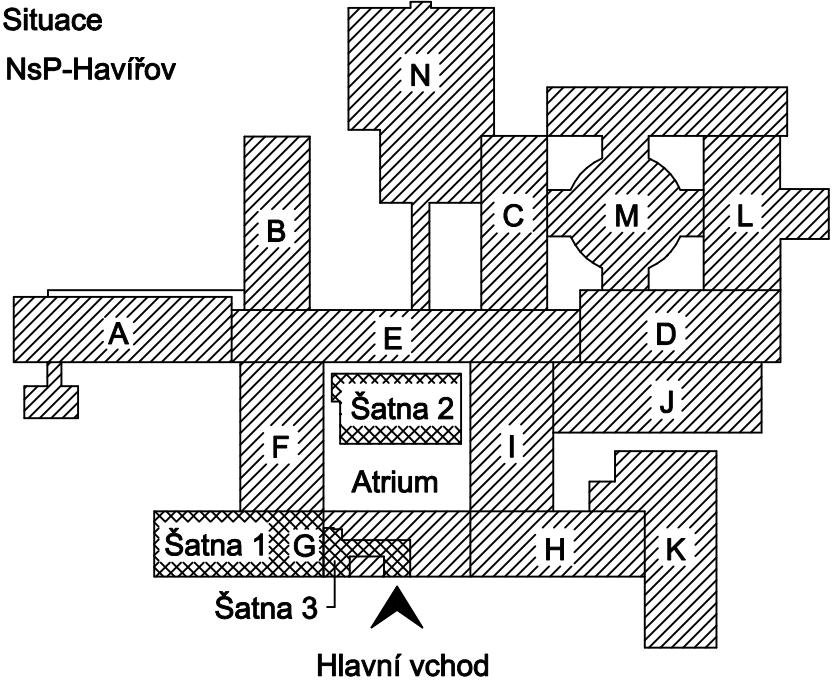 Situace
NsP-Havířov
N
B
C
M
L
A
E
D
Šatna 2
J
F
I
Atrium
Šatna 1
G
H
K
Šatna 3
Hlavní vchod